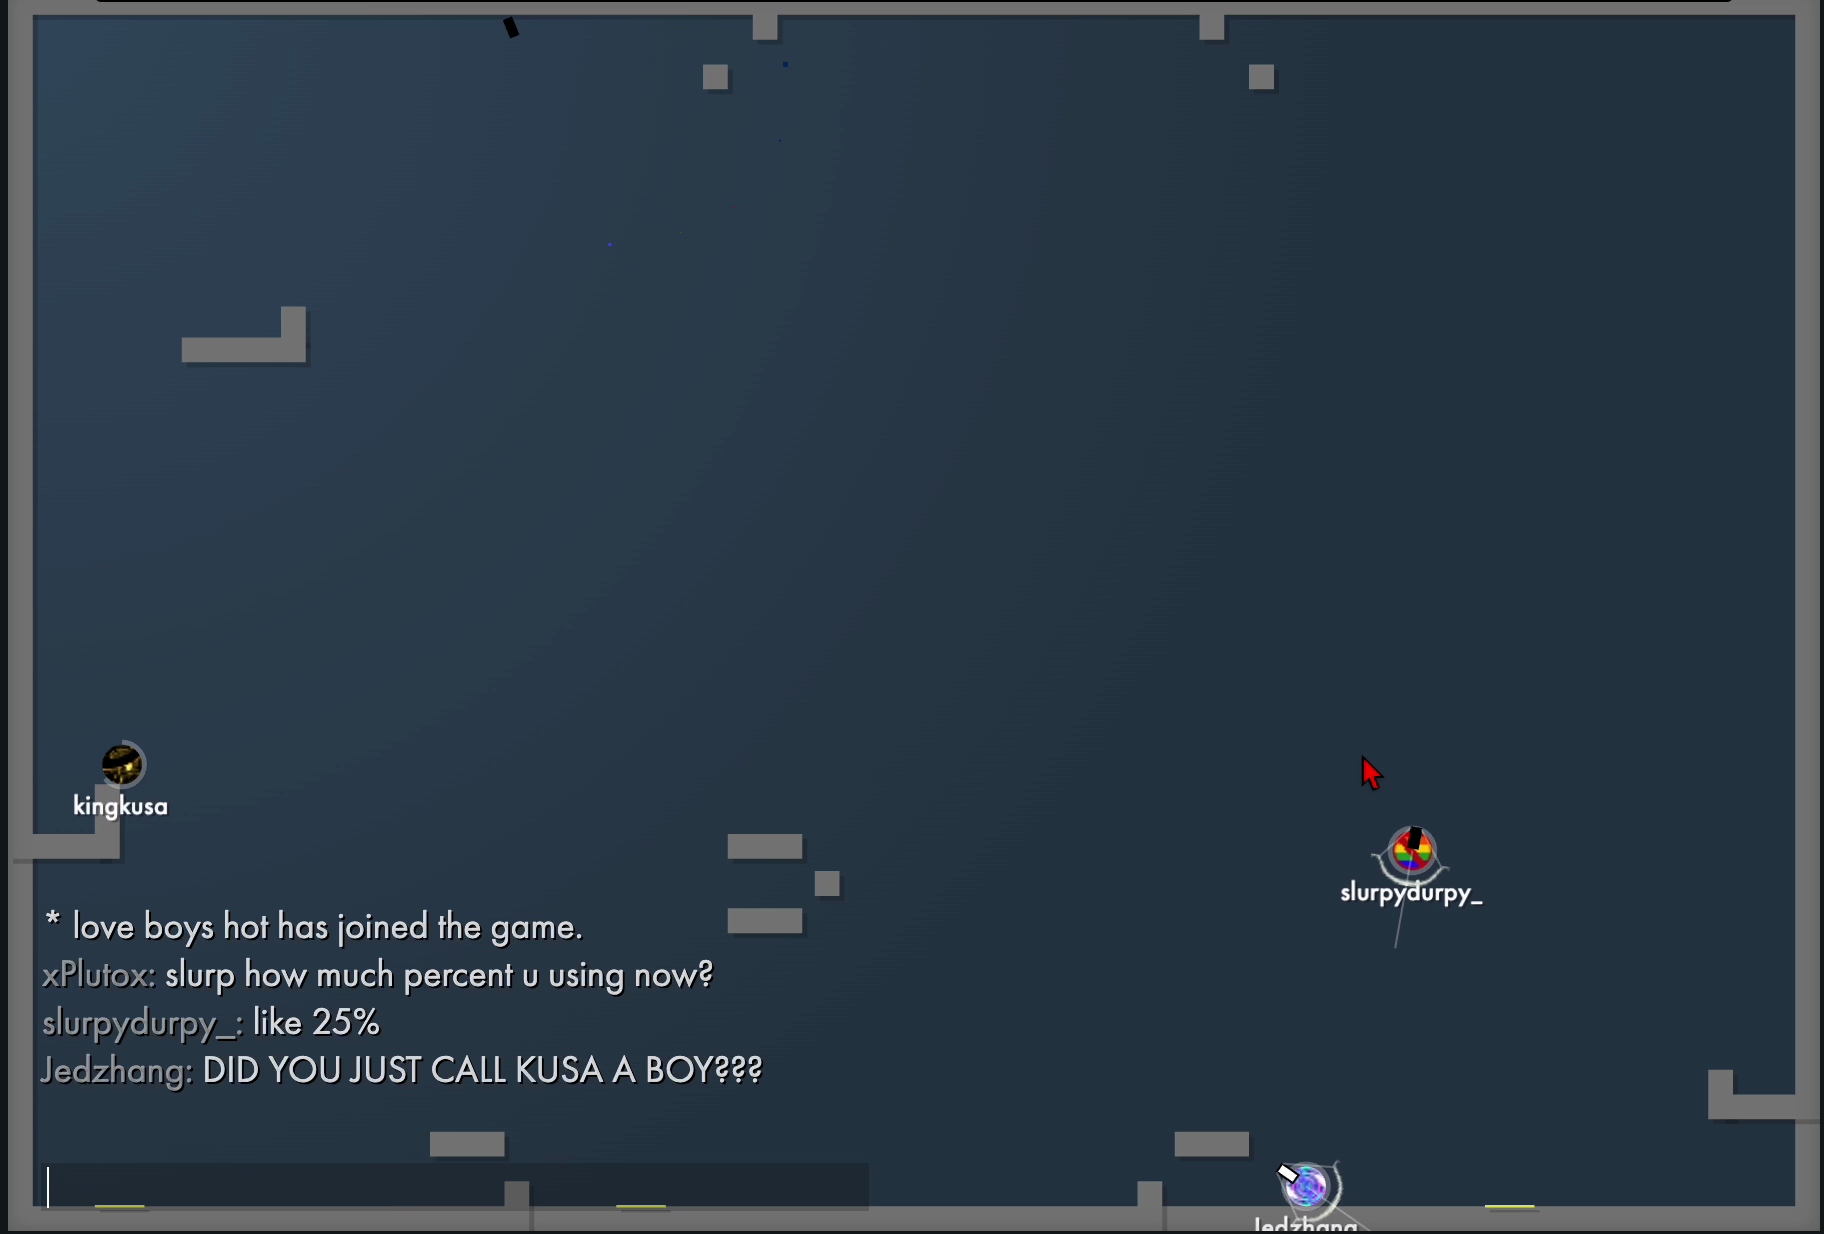 kingkusa
slurpydurpy_
* love boys hot has joined the game.
xPlutox: slurp how much percent u using now?
slurpydurpy_: like 25%
Jedzhang: DID YOU JUST CALL KUSA A BOY???
Jedzhang